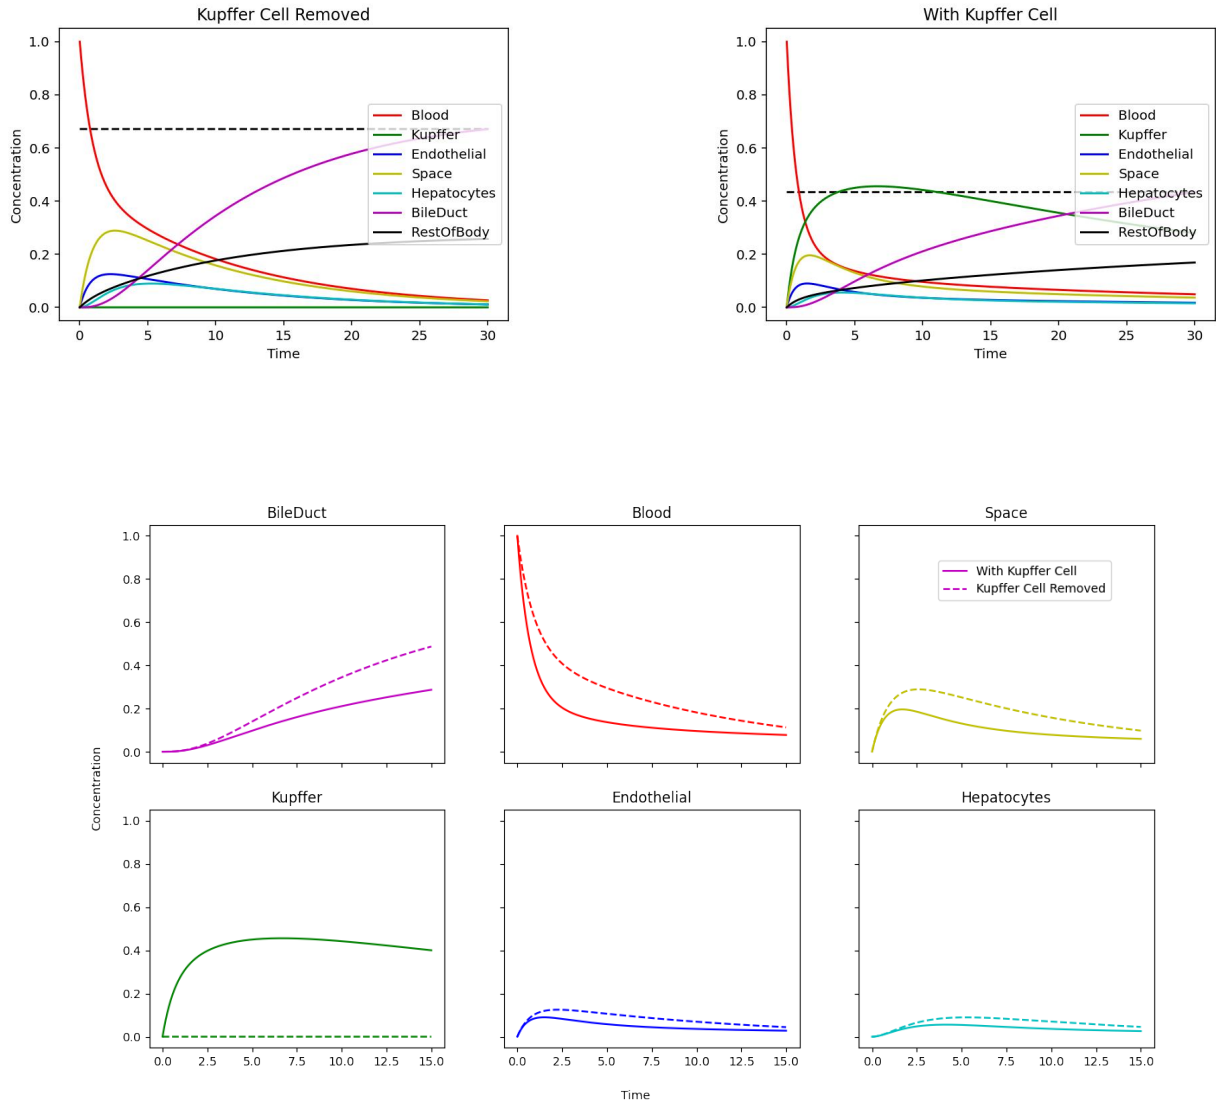 Kupffer Cell Removed
1.0
0.8
0.6
0.4
0.2
0.0
Concentration
Blood
Kupffer
Endothelial
Space
Hepatocytes
BileDuct
RestOfBody
0 5 10 15 20 25 30
Time
With Kupffer Cell
1.0
0.8
0.6
0.4
0.2
0.0
Concentration
Blood
Kupffer
Endothelial
Space
Hepatocytes
BileDuct
RestOfBody
0 5 10 15 20 25 30
Time
BileDuct
1.0
0.8
0.6
0.4
0.2
0.0
Blood
Space
With Kupffer Cell
Kupffer Cell Removed
Concentration
Kupffer
1.0
0.8
0.6
0.4
0.2
0.0
0.0 2.5 5.0 7.5 10.0 12.5 15.0
Endothelial
0.0 2.5 5.0 7.5 10.0 12.5 15.0
Hepatocytes
0.0 2.5 5.0 7.5 10.0 12.5 15.0
Time